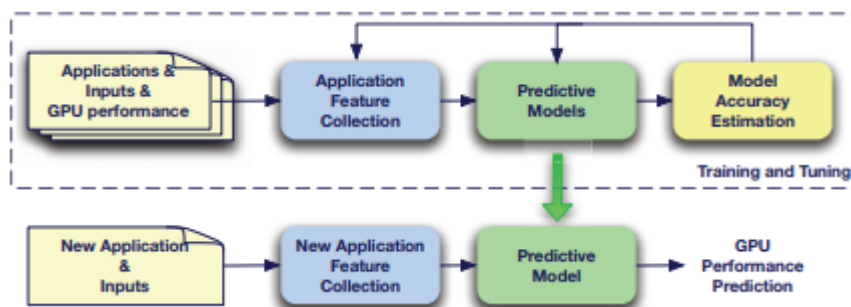 Applications &
Inputs &
GPU performance
Application
Feature
Collection
Predictive
Models
Model
Accuracy
Estimation
Training and Tuning
New Application
&
Inputs
New Application
Feature
Collection
Predictive
Model
GPU
Performance
Prediction